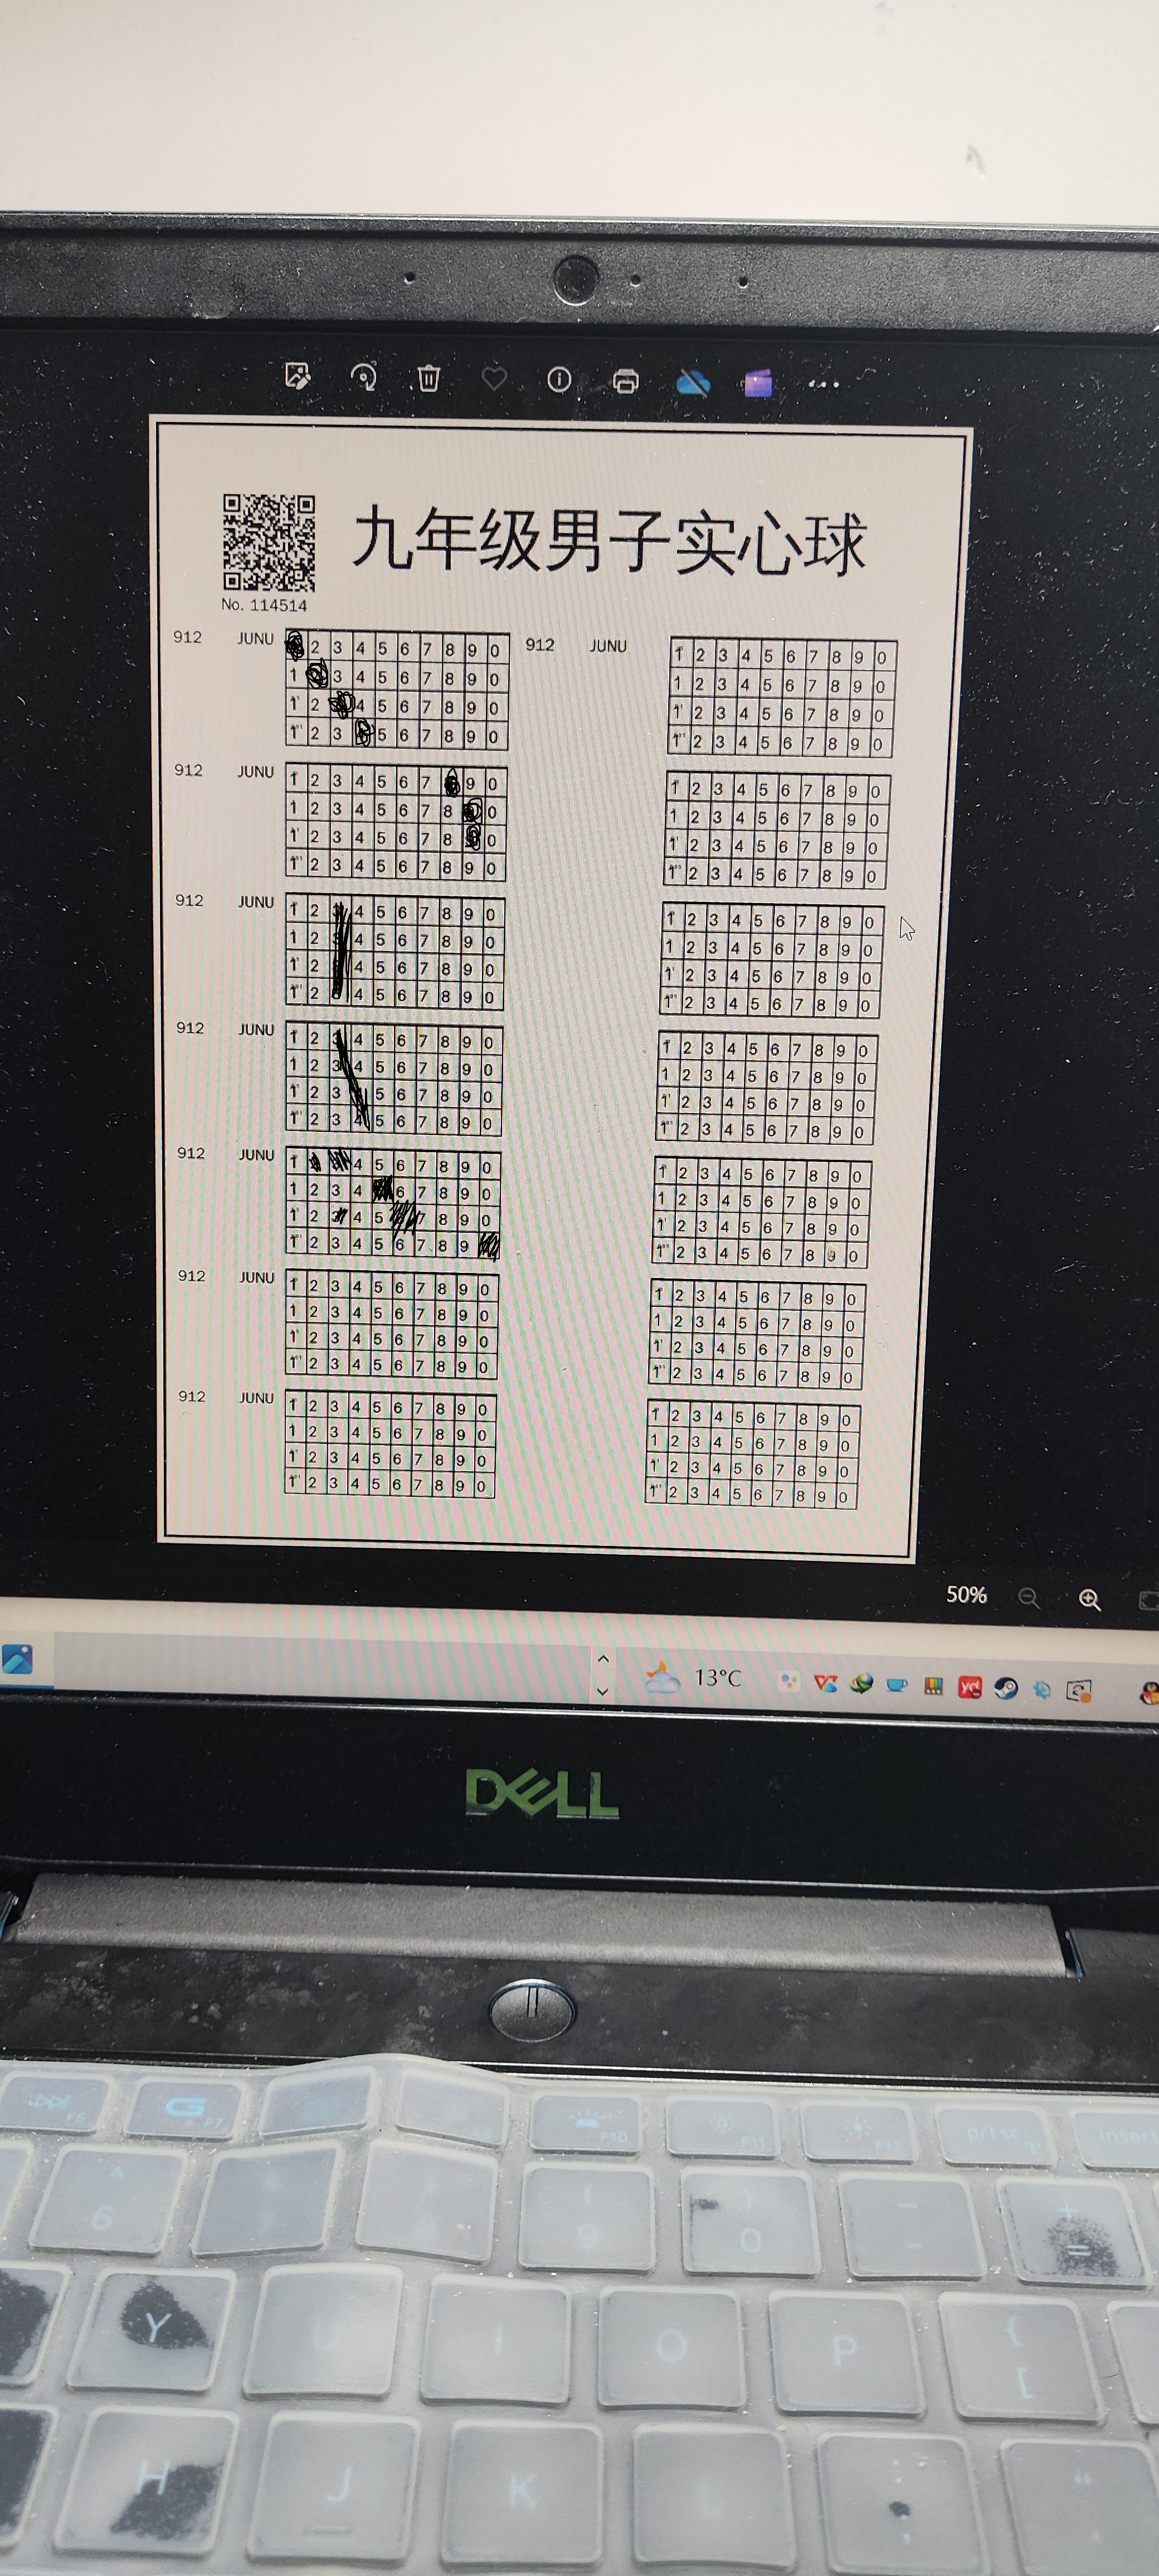 九年级男子实心球
No. 114514
912 JUNU 2 3 4 5 6 7 8 9 0
1 3 4 5 6 7 8 9 0
1' 2 4 5 6 7 8 9 0
1'' 2 3 5 6 7 8 9 0
912 JUNU 1 2 3 4 5 6 7 9 0
1 2 3 4 5 6 7 8 0
1' 2 3 4 5 6 7 8 0
1'' 2 3 4 5 6 7 8 9 0
912 JUNU 1 2 4 5 6 7 8 9 0
1 2 4 5 6 7 8 9 0
1' 2 4 5 6 7 8 9 0
1'' 2 4 5 6 7 8 9 0
912 JUNU 1 2 3 4 5 6 7 8 9 0
1 2 3 4 5 6 7 8 9 0
1' 2 3 5 6 7 8 9 0
1'' 2 3 4 5 6 7 8 9 0
912 JUNU 1 4 5 6 7 8 9 0
1 2 3 4 6 7 8 9 0
1' 2 4 5 7 8 9 0
1'' 2 3 4 5 6 7 8 9
912 JUNU 1 2 3 4 5 6 7 8 9 0
1 2 3 4 5 6 7 8 9 0
1' 2 3 4 5 6 7 8 9 0
1'' 2 3 4 5 6 7 8 9 0
912 JUNU 1 2 3 4 5 6 7 8 9 0
1 2 3 4 5 6 7 8 9 0
1' 2 3 4 5 6 7 8 9 0
1'' 2 3 4 5 6 7 8 9 0
912 JUNU 1 2 3 4 5 6 7 8 9 0
1 2 3 4 5 6 7 8 9 0
1' 2 3 4 5 6 7 8 9 0
1'' 2 3 4 5 6 7 8 9 0
1 2 3 4 5 6 7 8 9 0
1 2 3 4 5 6 7 8 9 0
1' 2 3 4 5 6 7 8 9 0
1'' 2 3 4 5 6 7 8 9 0
1 2 3 4 5 6 7 8 9 0
1 2 3 4 5 6 7 8 9 0
1' 2 3 4 5 6 7 8 9 0
1'' 2 3 4 5 6 7 8 9 0
1 2 3 4 5 6 7 8 9 0
1 2 3 4 5 6 7 8 9 0
1' 2 3 4 5 6 7 8 9 0
1'' 2 3 4 5 6 7 8 9 0
1 2 3 4 5 6 7 8 9 0
1 2 3 4 5 6 7 8 9 0
1' 2 3 4 5 6 7 8 9 0
1'' 2 3 4 5 6 7 8 9 0
1 2 3 4 5 6 7 8 9 0
1 2 3 4 5 6 7 8 9 0
1' 2 3 4 5 6 7 8 9 0
1'' 2 3 4 5 6 7 8 9 0
1 2 3 4 5 6 7 8 9 0
1 2 3 4 5 6 7 8 9 0
1' 2 3 4 5 6 7 8 9 0
1'' 2 3 4 5 6 7 8 9 0
50%
13°C
DELL
F6 G F7 F10 F11 F12 prtsc insert
^ 6 ( 9 ) 0 - + =
Y U I O P { [
H J K L : ; "